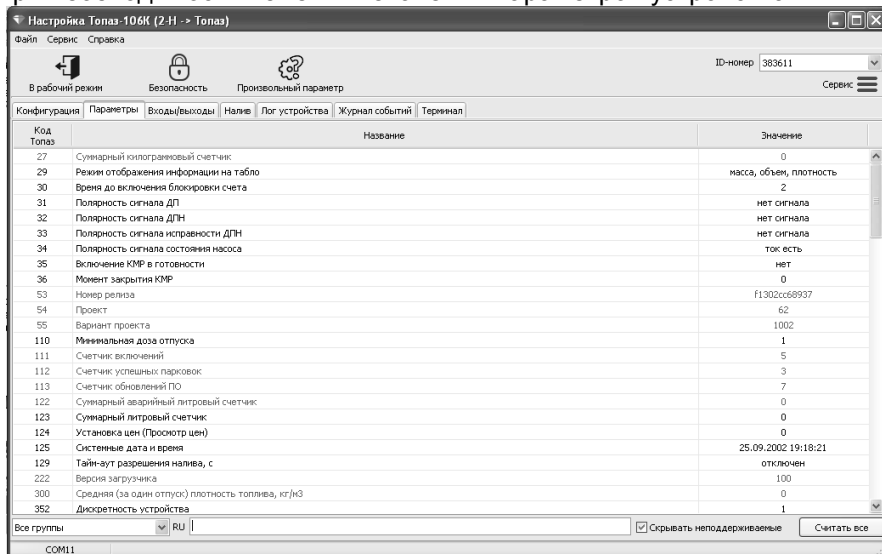 Настройка Топаз-106К (2-Н -> Топаз)
Файл Сервис Справка
В рабочий режим Безопасность Произвольный параметр ID-номер 383611
Сервис
Конфигурация Параметры Входы/выходы Налив Лог устройства Журнал событий Терминал
Код Топаз Название Значение
27 Суммарный килограммовый счетчик 0
29 Режим отображения информации на табло масса, объем, плотность
30 Время до включения блокировки счета 2
31 Полярность сигнала ДП нет сигнала
32 Полярность сигнала ДПН нет сигнала
33 Полярность сигнала исправности ДПН нет сигнала
34 Полярность сигнала состояния насоса ток есть
35 Включение КМР в готовности нет
36 Момент закрытия КМР 0
53 Номер релиза f1302cc68937
54 Проект 62
55 Вариант проекта 1002
110 Минимальная доза отпуска 1
111 Счетчик включений 5
112 Счетчик успешных парковок 3
113 Счетчик обновлений ПО 7
122 Суммарный аварийный литровый счетчик 0
123 Суммарный литровый счетчик 0
124 Установка цен (Просмотр цен) 0
125 Системные дата и время 25.09.2002 19:18:21
129 Тайм-аут разрешения налива, с отключен
222 Версия загрузчика 100
300 Средняя (за один отпуск) плотность топлива, кг/м3 0
352 Дискретность устройства 1
Все группы RU Скрывать неподдерживаемые Считать все
COM11